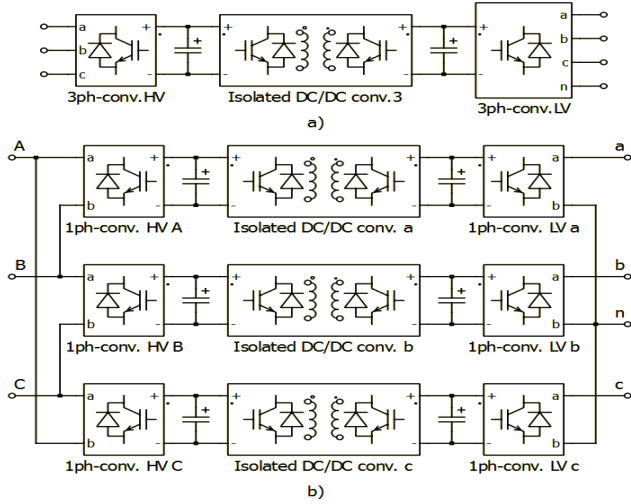 a
b
c
+
-
+
+
-
+
-
+
+
-
a
b
c
n
3ph-conv.HV
Isolated DC/DC conv.3
3ph-conv.LV
a)
A
a
b
+
-
+
+
-
+
-
+
+
-
a
b
a
1ph-conv. HV A
Isolated DC/DC conv. a
1ph-conv. LV a
B
a
b
+
-
+
+
-
+
-
+
+
-
a
b
b
n
1ph-conv. HV B
Isolated DC/DC conv. b
1ph-conv. LV b
C
a
b
+
-
+
+
-
+
-
+
+
-
a
b
c
1ph-conv. HV C
Isolated DC/DC conv. c
1ph-conv. LV c
b)